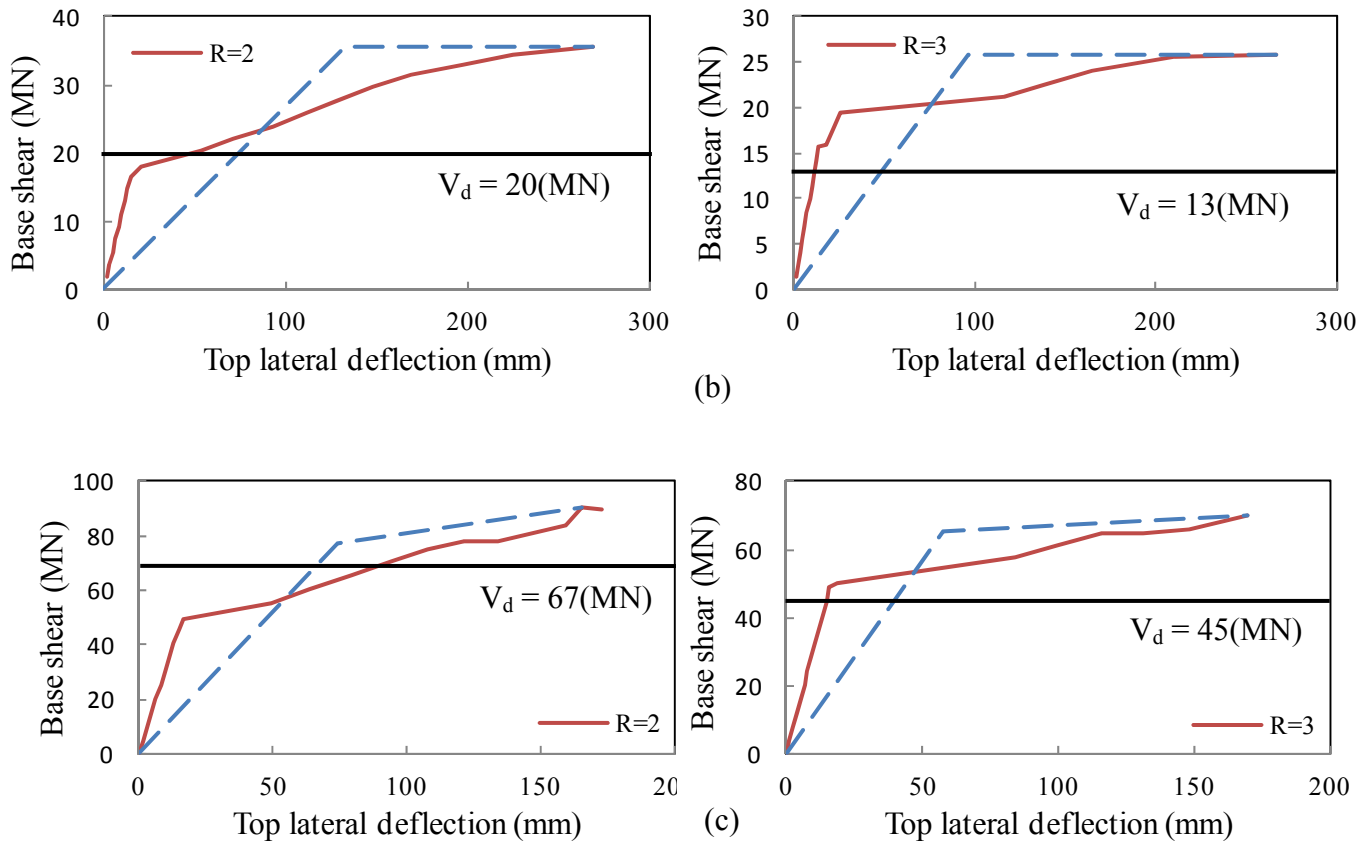 40
35
30
25
20
15
10
5
0
Base shear (MN)
R=2
V_d = 20(MN)
0 100 200 300
Top lateral deflection (mm)
30
25
20
15
10
5
0
Base shear (MN)
R=3
V_d = 13(MN)
0 100 200 300
Top lateral deflection (mm)
(b)
100
80
60
40
20
0
Base shear (MN)
V_d = 67(MN)
R=2
0 50 100 150 20
Top lateral deflection (mm)
80
60
40
20
0
Base shear (MN)
V_d = 45(MN)
R=3
0 50 100 150 200
Top lateral deflection (mm)
(c)